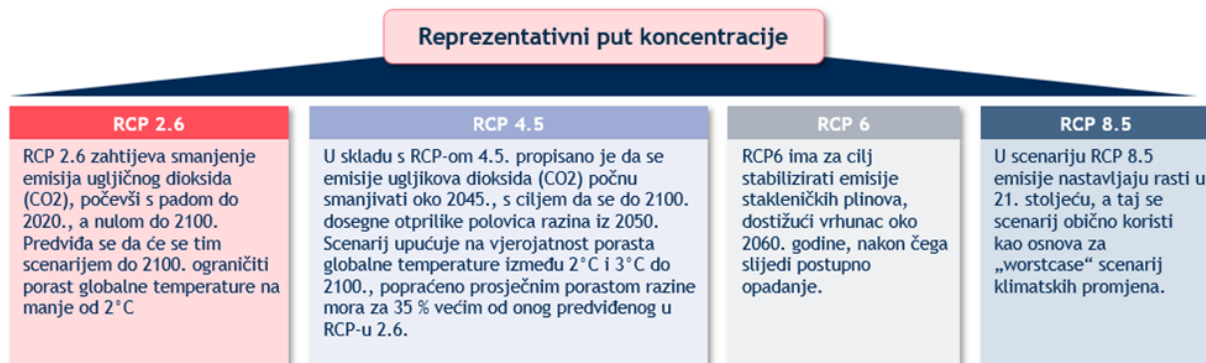 Reprezentativni put koncentracije
RCP 2.6
RCP 2.6 zahtijeva smanjenje
emisija ugljičnog dioksida
(CO2), počevši s padom do
2020., a nulom do 2100.
Predviđa se da će se tim
scenarijem do 2100. ograničiti
porast globalne temperature na
manje od 2°C
RCP 4.5
U skladu s RCP-om 4.5. propisano je da se
emisije ugljikova dioksida (CO2) počnu
smanjivati oko 2045., s ciljem da se do 2100.
dosegne otprilike polovica razina iz 2050.
Scenarij upućuje na vjerojatnost porasta
globalne temperature između 2°C i 3°C do
2100., popraćeno prosječnim porastom razine
mora za 35 % većim od onog predviđenog u
RCP-u 2.6.
RCP 6
RCP6 ima za cilj
stabilizirati emisije
stakleničkih plinova,
dostižući vrhunac oko
2060. godine, nakon čega
slijedi postupno
opadanje.
RCP 8.5
U scenariju RCP 8.5
emisije nastavljaju rasti u
21. stoljeću, a taj se
scenarij obično koristi
kao osnova za
„worstcase“ scenarij
klimatskih promjena.